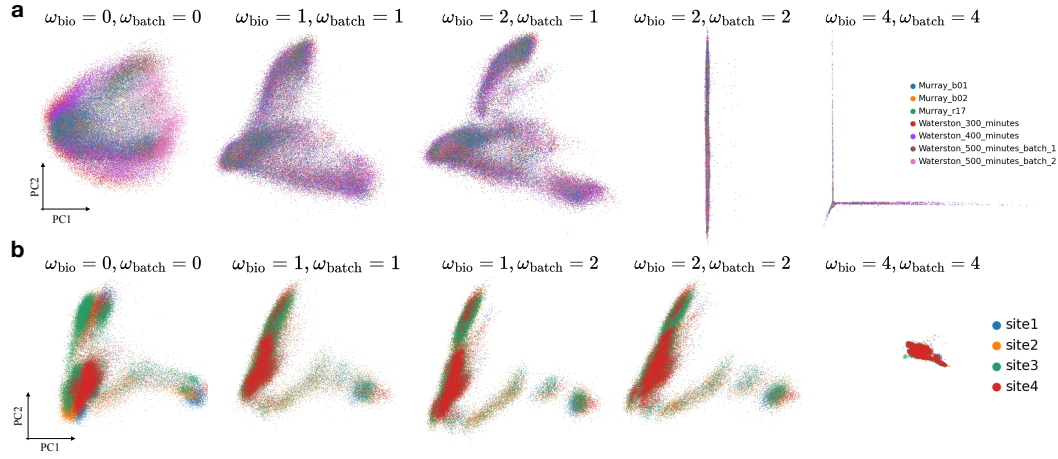 a
ω_bio = 0, ω_batch = 0
ω_bio = 1, ω_batch = 1
ω_bio = 2, ω_batch = 1
ω_bio = 2, ω_batch = 2
ω_bio = 4, ω_batch = 4
PC2
PC1
Murray_b01
Murray_b02
Murray_r17
Waterston_300_minutes
Waterston_400_minutes
Waterston_500_minutes_batch_1
Waterston_500_minutes_batch_2
b
ω_bio = 0, ω_batch = 0
ω_bio = 1, ω_batch = 1
ω_bio = 1, ω_batch = 2
ω_bio = 2, ω_batch = 2
ω_bio = 4, ω_batch = 4
PC2
PC1
site1
site2
site3
site4